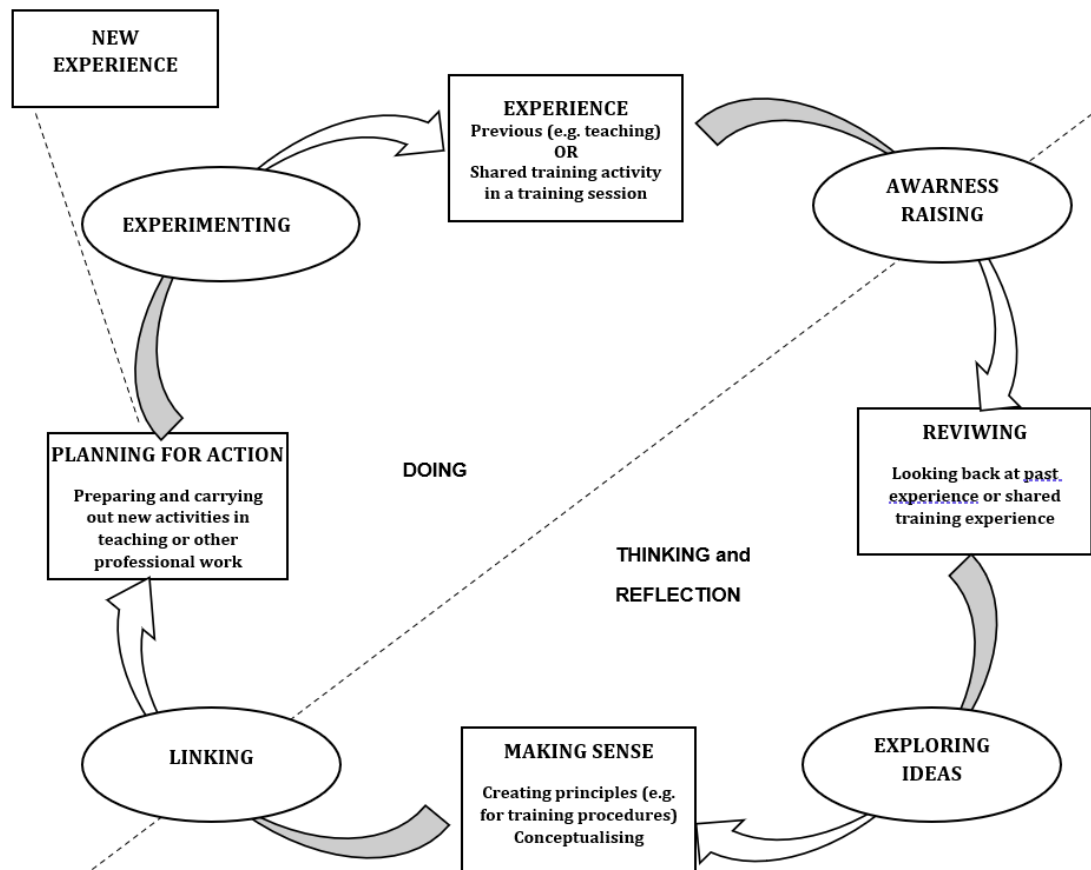 NEW
EXPERIENCE
EXPERIENCE
Previous (e.g. teaching)
OR
Shared training activity
in a training session
AWARNESS
RAISING
EXPERIMENTING
REVIWING
Looking back at past
experience or shared
training experience
PLANNING FOR ACTION
Preparing and carrying
out new activities in
teaching or other
professional work
DOING
THINKING and
REFLECTION
LINKING
MAKING SENSE
Creating principles (e.g.
for training procedures)
Conceptualising
EXPLORING
IDEAS